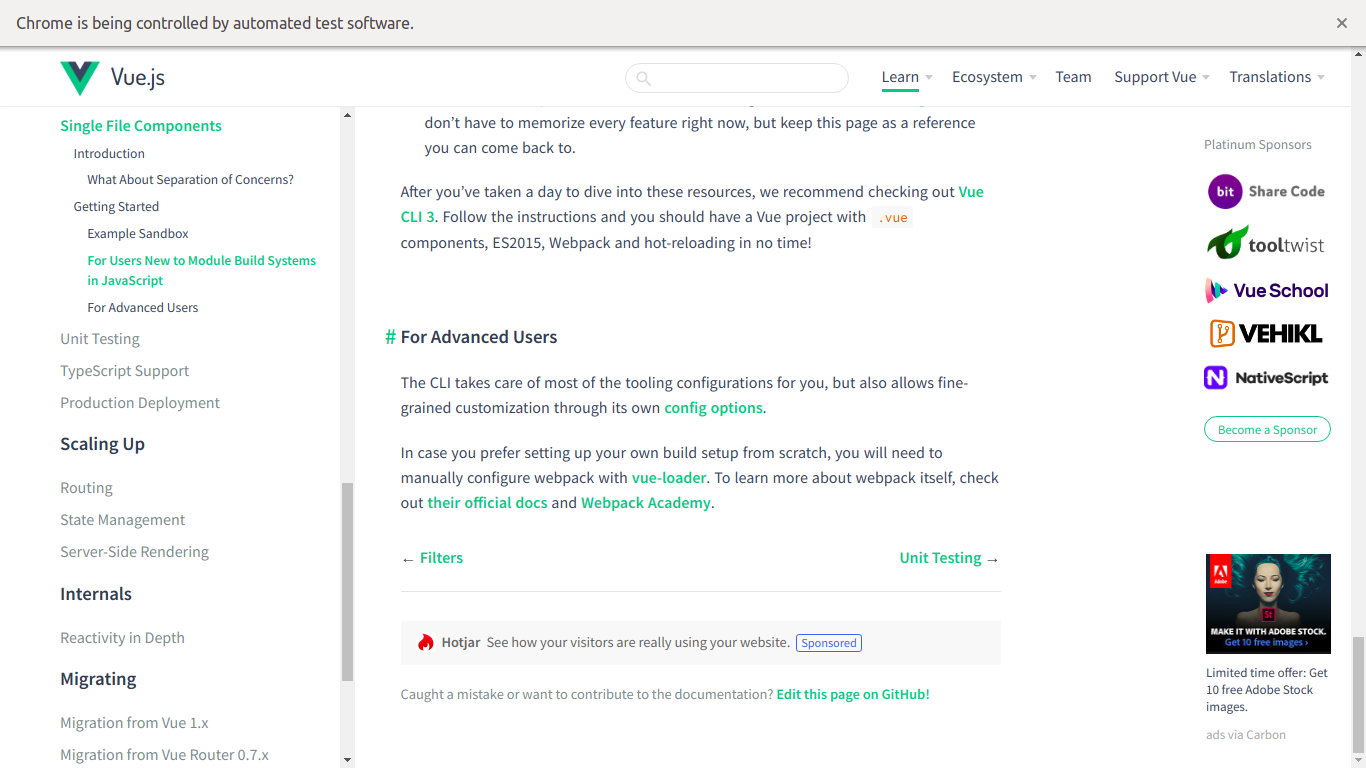 Chrome is being controlled by automated test software.
Vue.js
Learn
Ecosystem
Team
Support Vue
Translations
Single File Components
Introduction
What About Separation of Concerns?
Getting Started
Example Sandbox
For Users New to Module Build Systems
in JavaScript
For Advanced Users
Unit Testing
TypeScript Support
Production Deployment
Scaling Up
Routing
State Management
Server-Side Rendering
Internals
Reactivity in Depth
Migrating
Migration from Vue 1.x
Migration from Vue Router 0.7.x
don't have to memorize every feature right now, but keep this page as a reference
you can come back to.
After you've taken a day to dive into these resources, we recommend checking out Vue
CLI 3. Follow the instructions and you should have a Vue project with .vue
components, ES2015, Webpack and hot-reloading in no time!
# For Advanced Users
The CLI takes care of most of the tooling configurations for you, but also allows fine-
grained customization through its own config options.
In case you prefer setting up your own build setup from scratch, you will need to
manually configure webpack with vue-loader. To learn more about webpack itself, check
out their official docs and Webpack Academy.
← Filters
Unit Testing →
Hotjar See how your visitors are really using your website. Sponsored
Caught a mistake or want to contribute to the documentation? Edit this page on GitHub!
Platinum Sponsors
bit Share Code
tooltwist
Vue School
VEHIKL
NativeScript
Become a Sponsor
Adobe
St
MAKE IT WITH ADOBE STOCK.
Get 10 free images ›
Limited time offer: Get
10 free Adobe Stock
images.
ads via Carbon